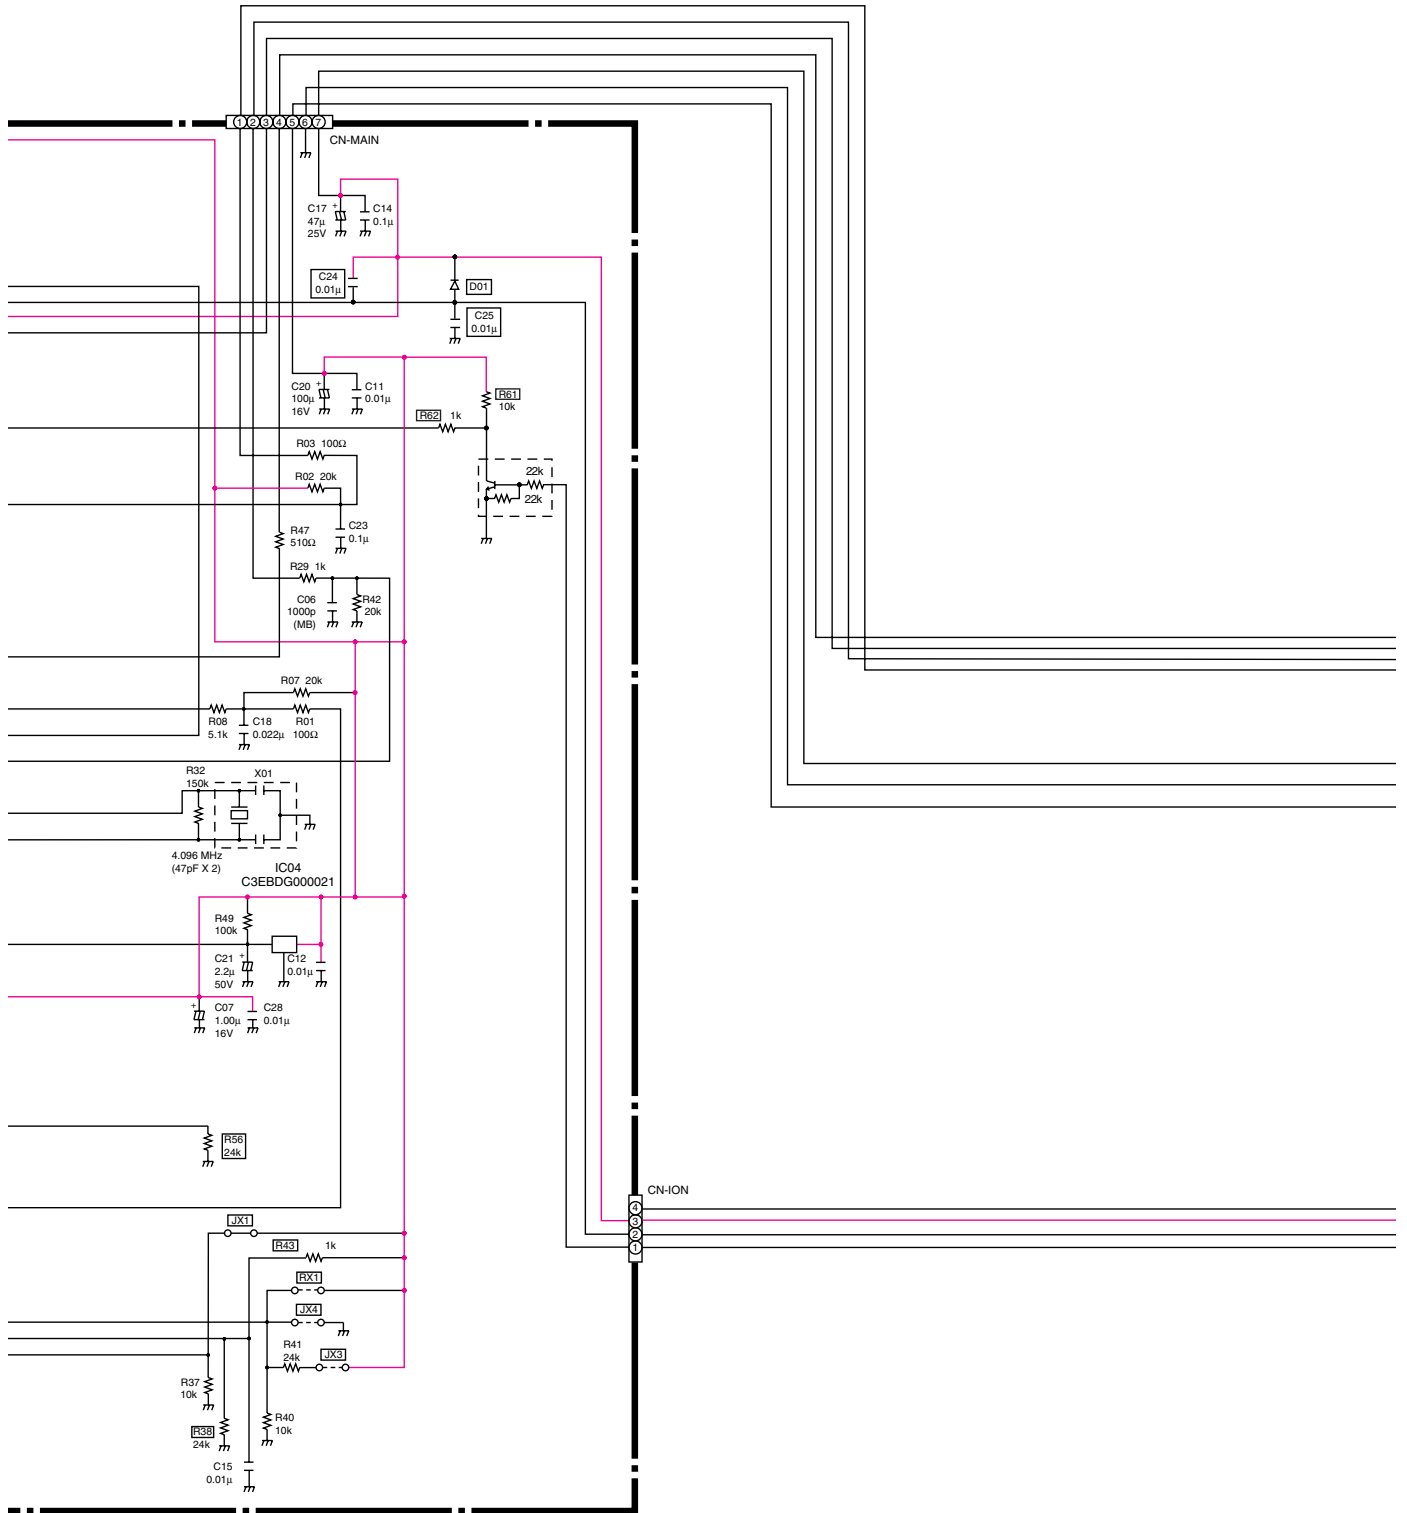 1 2 3 4 5 6 7
CN-MAIN
C17
47μ
25V
+
C14
0.1μ
C24
0.01μ
D01
C25
0.01μ
C20
100μ
16V
+
C11
0.01μ
R61
10k
R62 1k
R03 100Ω
R02 20k
22k
22k
R47
510Ω
C23
0.1μ
R29 1k
C06
1000p
(MB)
R42
20k
R07 20k
R08
5.1k
C18
0.022μ
R01
100Ω
R32
150k
X01
4.096 MHz
(47pF X 2)
IC04
C3EBDG000021
R49
100k
C21
2.2μ
50V
+
C12
0.01μ
+
C07
1.00μ
16V
C28
0.01μ
R56
24k
CN-ION
4
3
2
1
JX1
R43 1k
RX1
JX4
R41
24k
JX3
R37
10k
R38
24k
R40
10k
C15
0.01μ